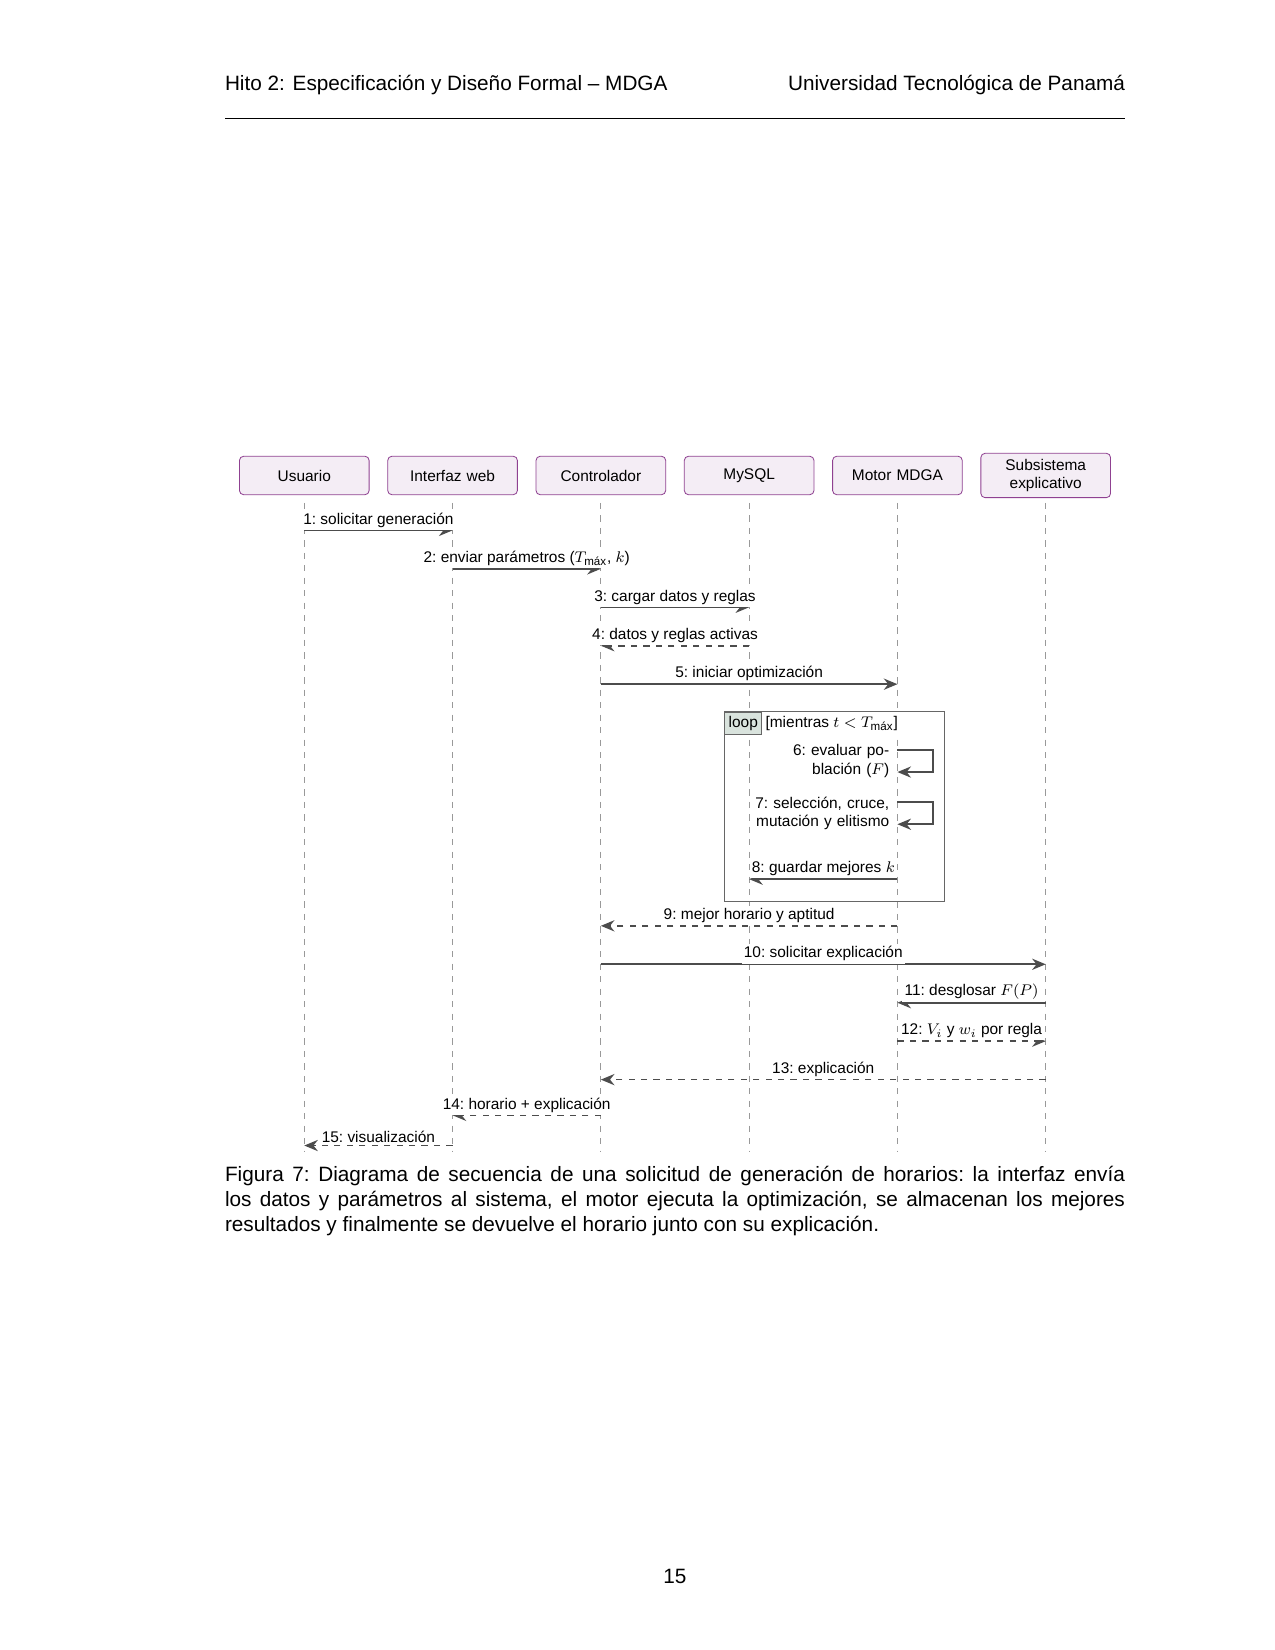 Hito 2: Especificación y Diseño Formal – MDGA Universidad Tecnológica de Panamá
Usuario
Interfaz web
Controlador
MySQL
Motor MDGA
Subsistema
explicativo
1: solicitar generación
2: enviar parámetros (T_máx, k)
3: cargar datos y reglas
4: datos y reglas activas
5: iniciar optimización
loop [mientras t < T_máx]
6: evaluar po-
blación (F)
7: selección, cruce,
mutación y elitismo
8: guardar mejores k
9: mejor horario y aptitud
10: solicitar explicación
11: desglosar F(P)
12: V_i y w_i por regla
13: explicación
14: horario + explicación
15: visualización
Figura 7: Diagrama de secuencia de una solicitud de generación de horarios: la interfaz envía
los datos y parámetros al sistema, el motor ejecuta la optimización, se almacenan los mejores
resultados y finalmente se devuelve el horario junto con su explicación.
15